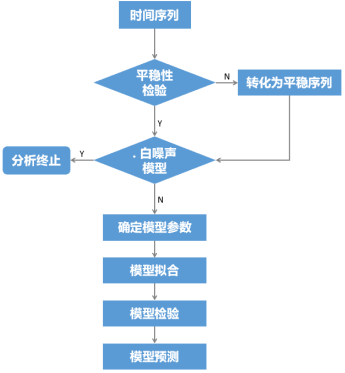 时间序列
平稳性
检验
N
转化为平稳序列
Y
.白噪声
模型
Y
分析终止
N
确定模型参数
模型拟合
模型检验
模型预测